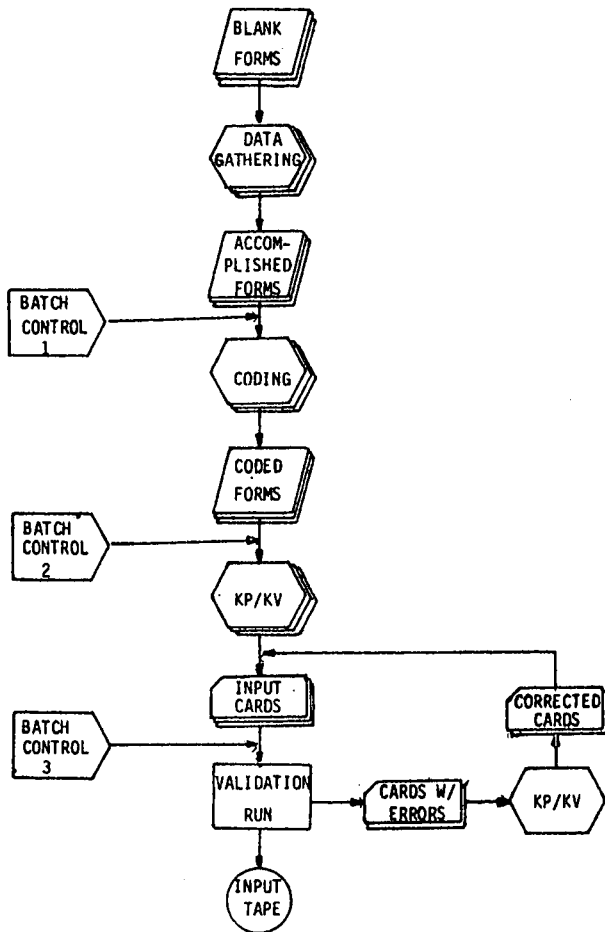 BLANK
FORMS
DATA
GATHERING
ACCOM-
PLISHED
FORMS
BATCH
CONTROL
1
CODING
CODED
FORMS
BATCH
CONTROL
2
KP/KV
INPUT
CARDS
CORRECTED
CARDS
BATCH
CONTROL
3
VALIDATION
RUN
CARDS W/
ERRORS
KP/KV
INPUT
TAPE